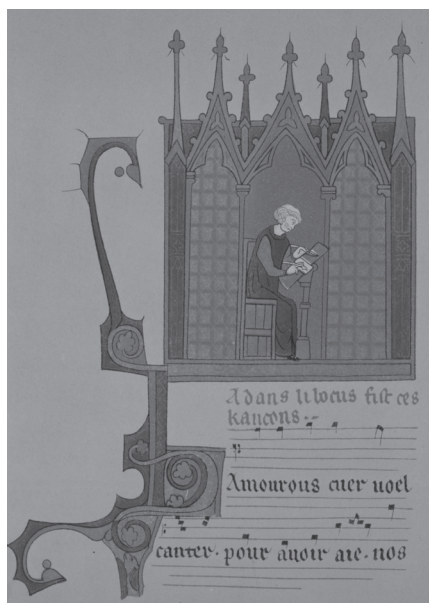 Adans li bocus fist ces
kancons
Amourous cuer uoel
canter · pour auoir aie · nos